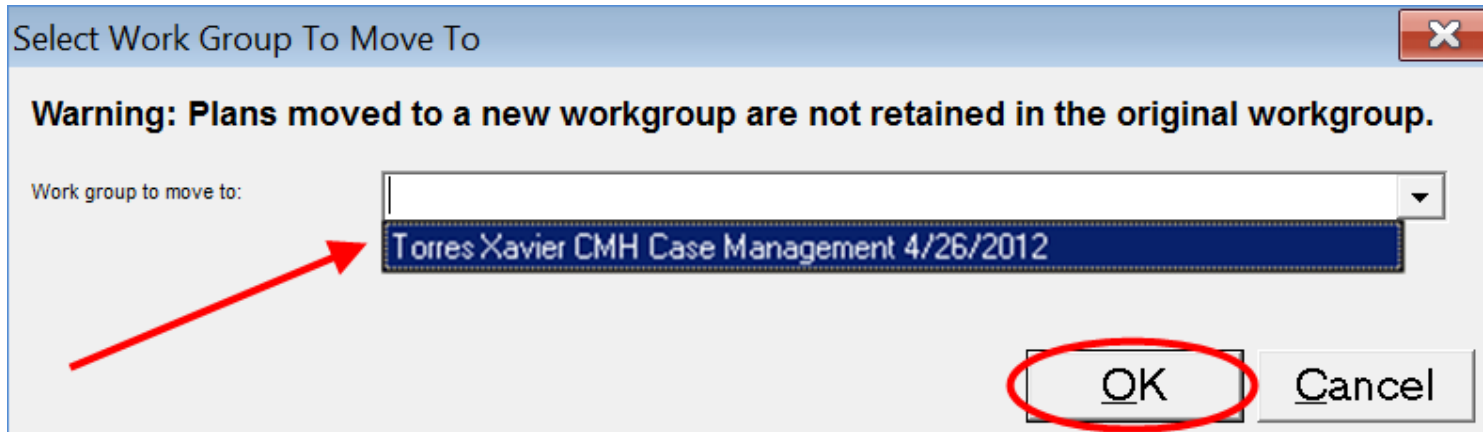 Select Work Group To Move To
Warning: Plans moved to a new workgroup are not retained in the original workgroup.
Work group to move to:
Torres Xavier CMH Case Management 4/26/2012
OK Cancel